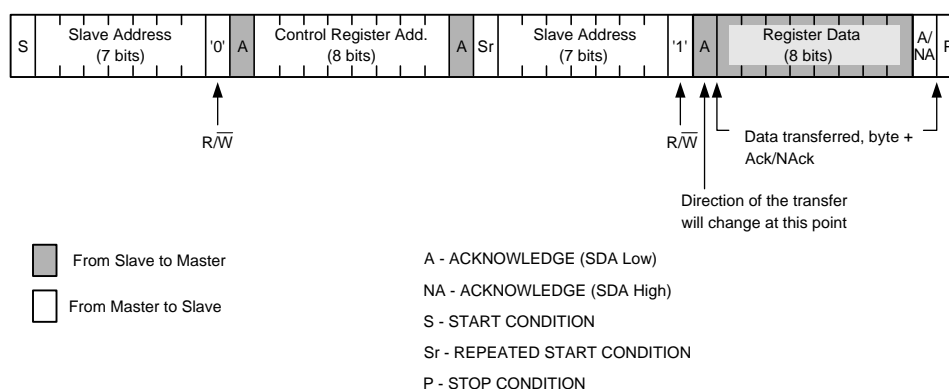 S Slave Address (7 bits) '0' A Control Register Add. (8 bits) A Sr Slave Address (7 bits) '1' A Register Data (8 bits) A/NA P
R/W
R/W
Data transferred, byte +
Ack/NAck
Direction of the transfer
will change at this point
From Slave to Master
From Master to Slave
A - ACKNOWLEDGE (SDA Low)
NA - ACKNOWLEDGE (SDA High)
S - START CONDITION
Sr - REPEATED START CONDITION
P - STOP CONDITION